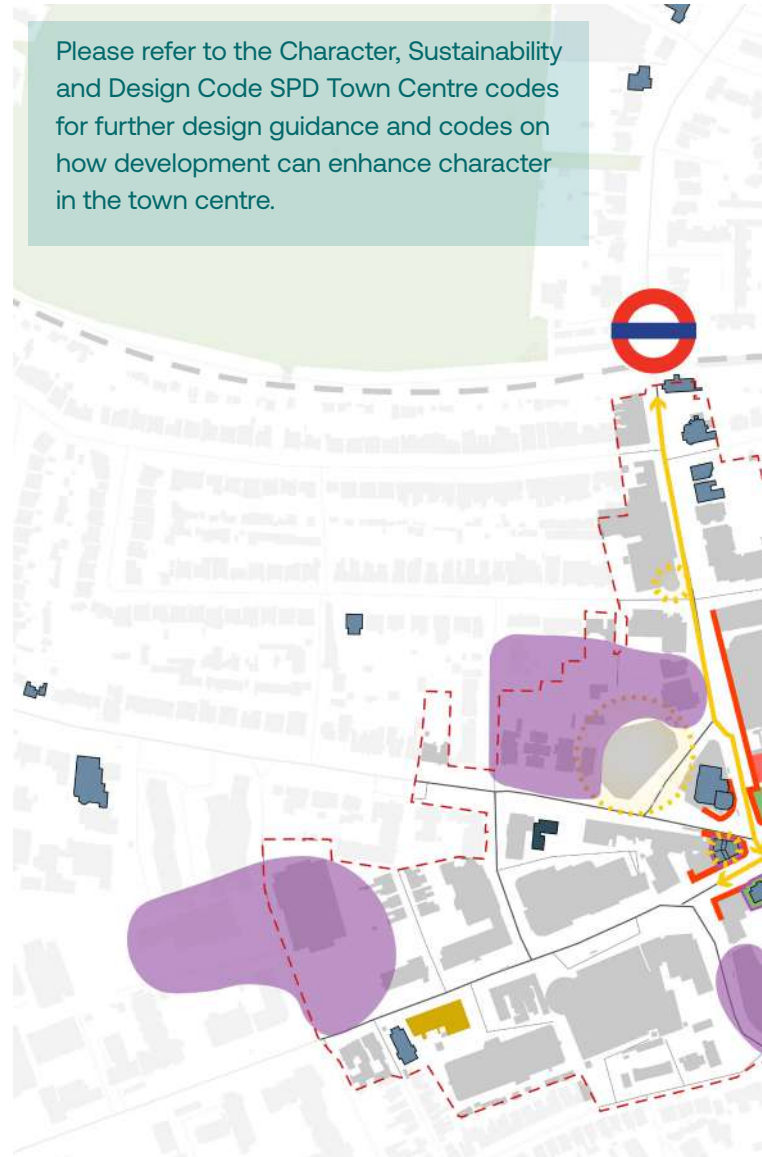 Please refer to the Character, Sustainability
and Design Code SPD Town Centre codes
for further design guidance and codes on
how development can enhance character
in the town centre.